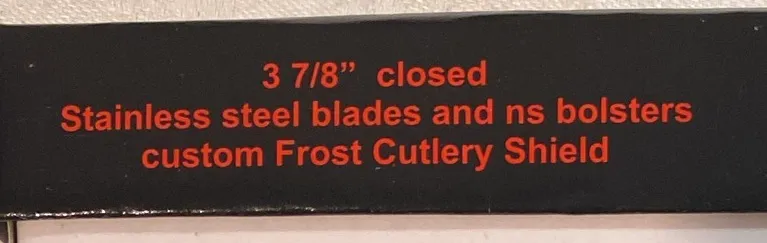 3 7/8” closed
Stainless steel blades and ns bolsters
custom Frost Cutlery Shield